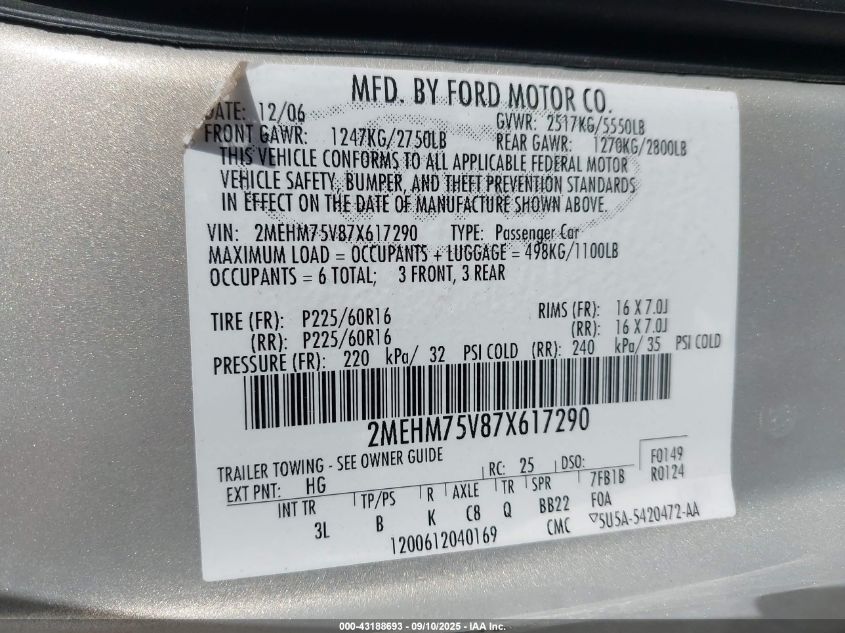 MFD. BY FORD MOTOR CO.
DATE: 12/06 GVWR: 2517KG/5550LB
FRONT GAWR: 1247KG/2750LB REAR GAWR: 1270KG/2800LB
THIS VEHICLE CONFORMS TO ALL APPLICABLE FEDERAL MOTOR
VEHICLE SAFETY, BUMPER, AND THEFT PREVENTION STANDARDS
IN EFFECT ON THE DATE OF MANUFACTURE SHOWN ABOVE.
VIN: 2MEHM75V87X617290 TYPE: Passenger Car
MAXIMUM LOAD = OCCUPANTS + LUGGAGE = 498KG/1100LB
OCCUPANTS = 6 TOTAL; 3 FRONT, 3 REAR
TIRE (FR): P225/60R16 RIMS (FR): 16 X 7.0J
(RR): P225/60R16 (RR): 16 X 7.0J
PRESSURE (FR): 220 kPa/ 32 PSI COLD (RR): 240 kPa/ 35 PSI COLD
2MEHM75V87X617290
TRAILER TOWING - SEE OWNER GUIDE F0149
EXT PNT: HG RC: 25 DSO: R0124
INT TR TP/PS R AXLE TR SPR 7FB1B
3L B K C8 Q BB22 FOA
1200612040169 CMC ▽5U5A-5420472-AA
000-43188693 - 09/10/2025 - IAA Inc.